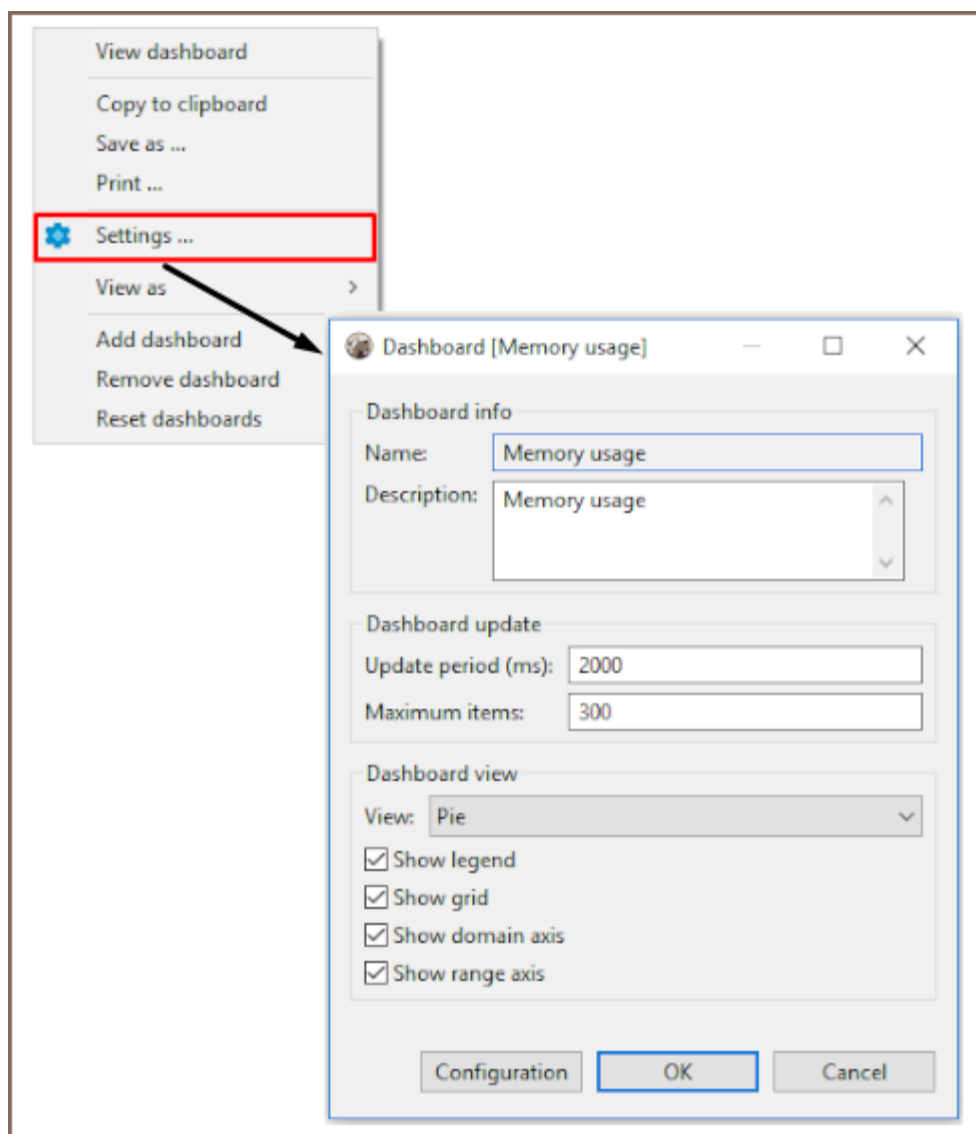 View dashboard
Copy to clipboard
Save as ...
Print ...
Settings ...
View as
Add dashboard
Remove dashboard
Reset dashboards
Dashboard [Memory usage]
Dashboard info
Name: Memory usage
Description: Memory usage
Dashboard update
Update period (ms): 2000
Maximum items: 300
Dashboard view
View: Pie
Show legend
Show grid
Show domain axis
Show range axis
Configuration OK Cancel